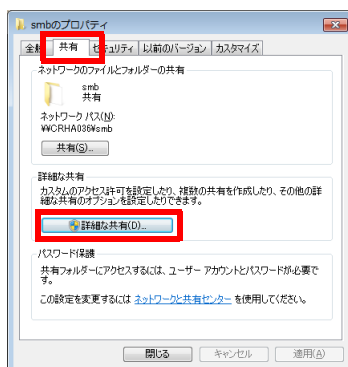 smbのプロパティ
全般 共有 セキュリティ 以前のバージョン カスタマイズ
ネットワークのファイルとフォルダーの共有
smb
共有
ネットワーク パス(N):
¥¥CRHA036¥smb
共有(S)...
詳細な共有
カスタムのアクセス許可を設定したり、複数の共有を作成したり、その他の詳
細な共有のオプションを設定したりできます。
詳細な共有(D)...
パスワード保護
共有フォルダーにアクセスするには、ユーザー アカウントとパスワードが必要で
す。
この設定を変更するには ネットワークと共有センター を使用してください。
閉じる キャンセル 適用(A)